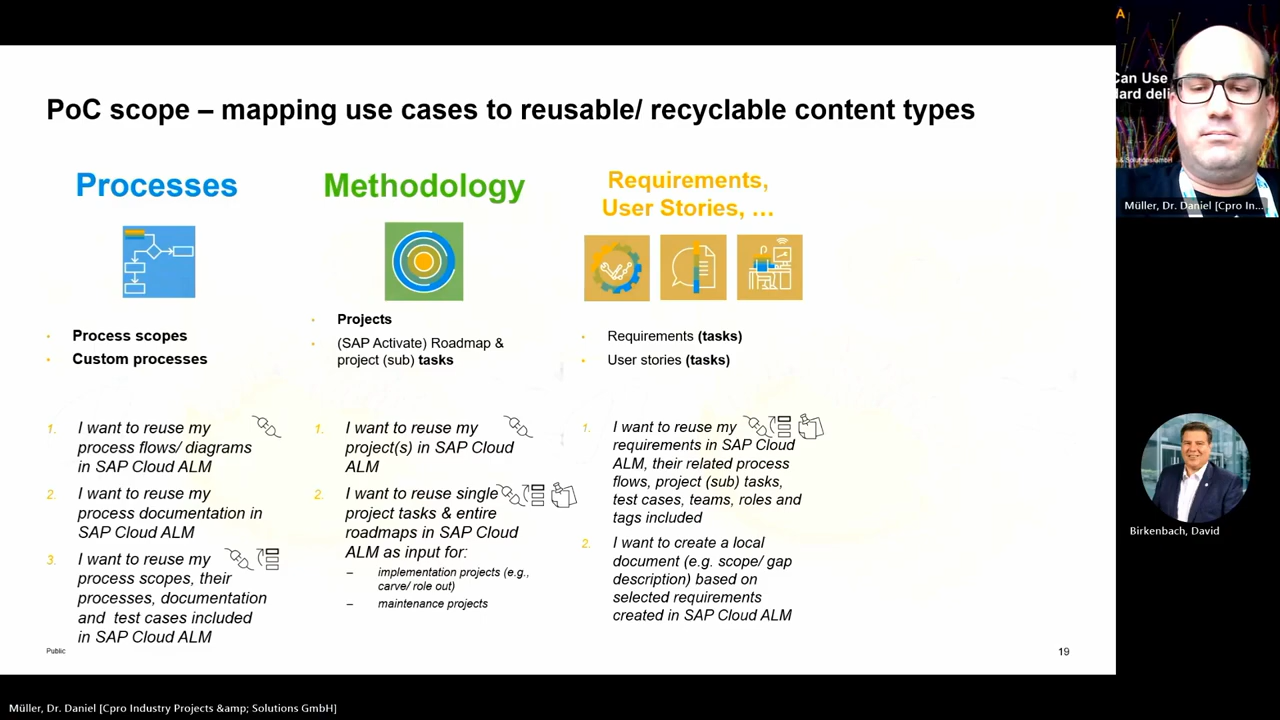 PoC scope – mapping use cases to reusable/ recyclable content types
Processes
Process scopes
Custom processes
1. I want to reuse my
process flows/ diagrams
in SAP Cloud ALM
2. I want to reuse my
process documentation in
SAP Cloud ALM
3. I want to reuse my
process scopes, their
processes, documentation
and test cases included
in SAP Cloud ALM
Methodology
Projects
(SAP Activate) Roadmap &
project (sub) tasks
1. I want to reuse my
project(s) in SAP Cloud
ALM
2. I want to reuse single
project tasks & entire
roadmaps in SAP Cloud
ALM as input for:
– implementation projects (e.g.,
carve/ role out)
– maintenance projects
Requirements,
User Stories, …
Requirements (tasks)
User stories (tasks)
1. I want to reuse my
requirements in SAP Cloud
ALM, their related process
flows, project (sub) tasks,
test cases, teams, roles and
tags included
2. I want to create a local
document (e.g. scope/ gap
description) based on
selected requirements
created in SAP Cloud ALM
Public
19
A
Can Use
dard deli
Müller, Dr. Daniel [Cpro In...
Birkenbach, David
Müller, Dr. Daniel [Cpro Industry Projects &amp; Solutions GmbH]